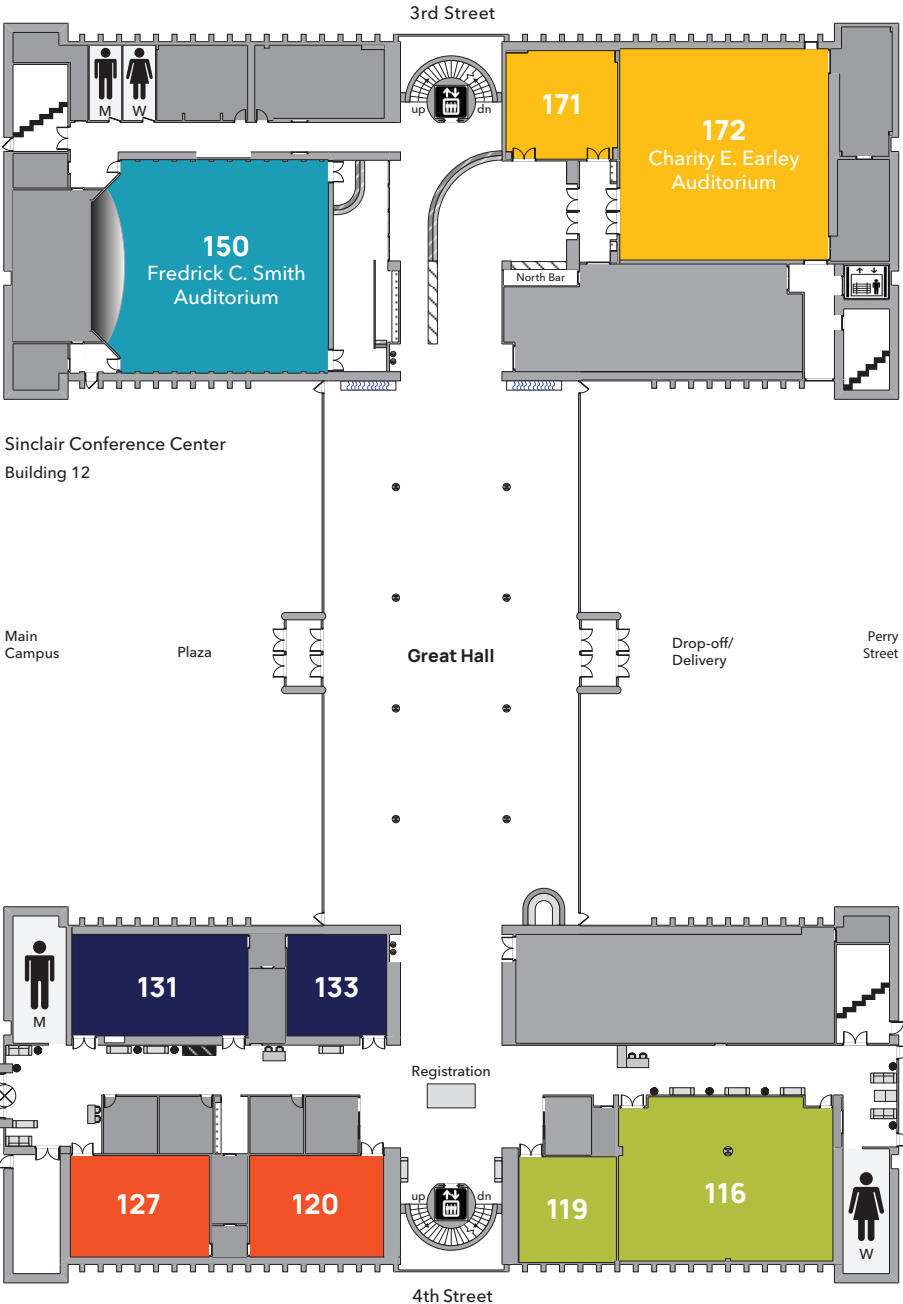 3rd Street
M
W
up
dn
171
172
Charity E. Earley
Auditorium
150
Fredrick C. Smith
Auditorium
North Bar
Sinclair Conference Center
Building 12
Main
Campus
Plaza
Great Hall
Drop-off/
Delivery
Perry
Street
131
133
M
Registration
127
120
up
dn
119
116
W
4th Street